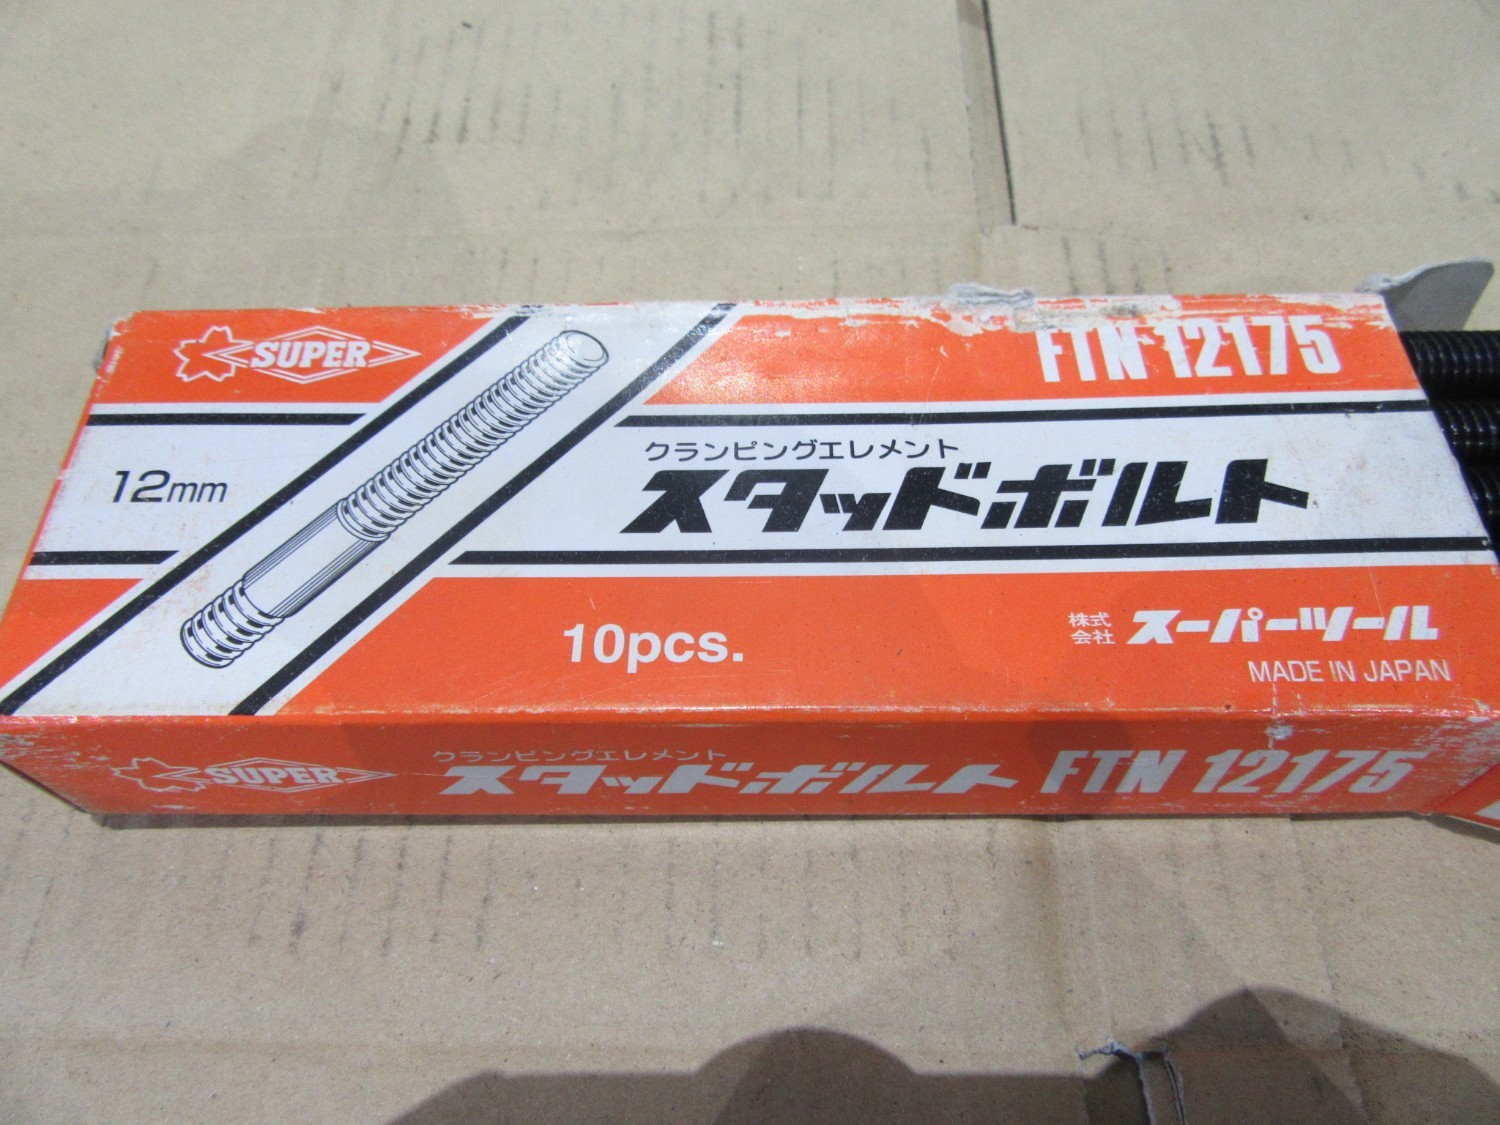 SUPER
FTN 12175
12mm
クランピングエレメント
スタッドボルト
10pcs.
株式会社 スーパーツール
MADE IN JAPAN
SUPER
クランピングエレメント
スタッドボルト FTN 12175